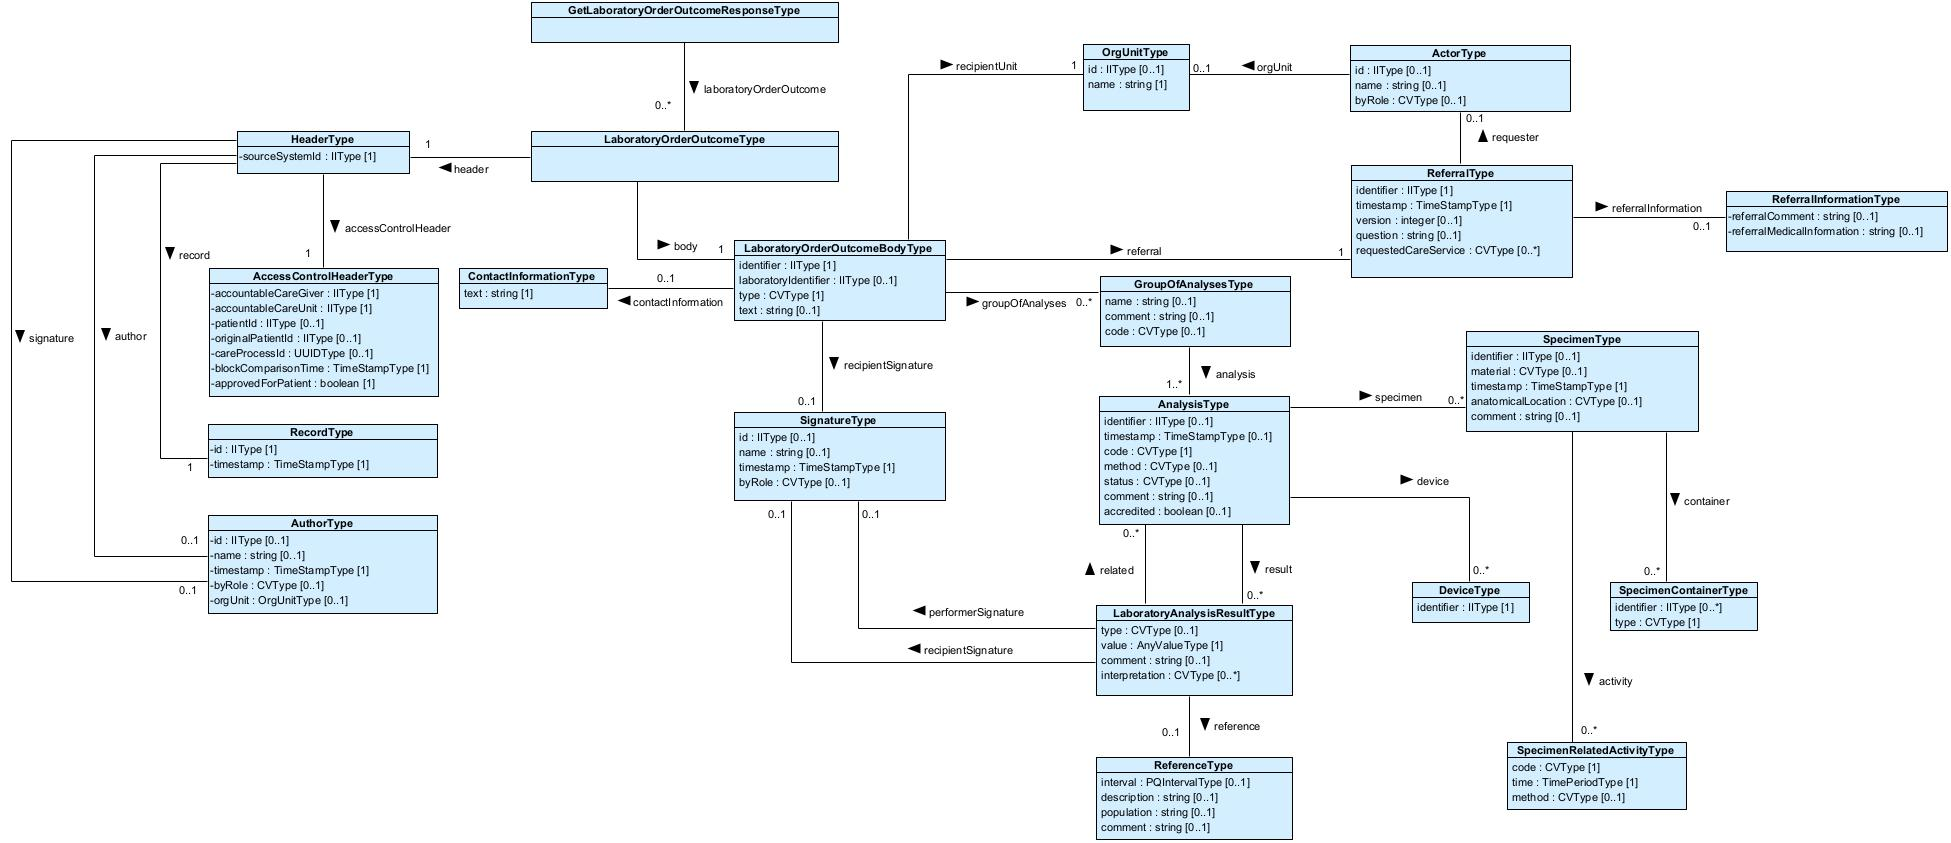 GetLaboratoryOrderOutcomeResponseType
laboratoryOrderOutcome
0..*
LaboratoryOrderOutcomeType
header
1
HeaderType
-sourceSystemId : IIType [1]
accessControlHeader
1
record
author
signature
AccessControlHeaderType
-accountableCareGiver : IIType [1]
-accountableCareUnit : IIType [1]
-patientId : IIType [0..1]
-originalPatientId : IIType [0..1]
-careProcessId : UUIDType [0..1]
-blockComparisonTime : TimeStampType [1]
-approvedForPatient : boolean [1]
RecordType
-id : IIType [1]
-timestamp : TimeStampType [1]
1
AuthorType
-id : IIType [0..1]
-name : string [0..1]
-timestamp : TimeStampType [1]
-byRole : CVType [0..1]
-orgUnit : OrgUnitType [0..1]
0..1
0..1
body
1
LaboratoryOrderOutcomeBodyType
identifier : IIType [1]
laboratoryIdentifier : IIType [0..1]
type : CVType [1]
text : string [0..1]
ContactInformationType
text : string [1]
0..1
contactInformation
recipientUnit
1
OrgUnitType
id : IIType [0..1]
name : string [1]
0..1
orgUnit
ActorType
id : IIType [0..1]
name : string [0..1]
byRole : CVType [0..1]
0..1
requester
ReferralType
identifier : IIType [1]
timestamp : TimeStampType [1]
version : integer [0..1]
question : string [0..1]
requestedCareService : CVType [0..*]
referralInformation
0..1
ReferralInformationType
-referralComment : string [0..1]
-referralMedicalInformation : string [0..1]
referral
1
groupOfAnalyses
0..*
GroupOfAnalysesType
name : string [0..1]
comment : string [0..1]
code : CVType [0..1]
analysis
1..*
recipientSignature
0..1
SignatureType
id : IIType [0..1]
name : string [0..1]
timestamp : TimeStampType [1]
byRole : CVType [0..1]
0..1
0..1
AnalysisType
identifier : IIType [0..1]
timestamp : TimeStampType [0..1]
code : CVType [1]
method : CVType [0..1]
status : CVType [0..1]
comment : string [0..1]
accredited : boolean [0..1]
specimen
0..*
SpecimenType
identifier : IIType [0..1]
material : CVType [0..1]
timestamp : TimeStampType [1]
anatomicalLocation : CVType [0..1]
comment : string [0..1]
device
0..*
DeviceType
identifier : IIType [1]
container
0..*
SpecimenContainerType
identifier : IIType [0..*]
type : CVType [1]
activity
0..*
SpecimenRelatedActivityType
code : CVType [1]
time : TimePeriodType [1]
method : CVType [0..1]
0..*
related
result
0..*
performerSignature
recipientSignature
LaboratoryAnalysisResultType
type : CVType [0..1]
value : AnyValueType [1]
comment : string [0..1]
interpretation : CVType [0..*]
reference
0..1
ReferenceType
interval : PQIntervalType [0..1]
description : string [0..1]
population : string [0..1]
comment : string [0..1]